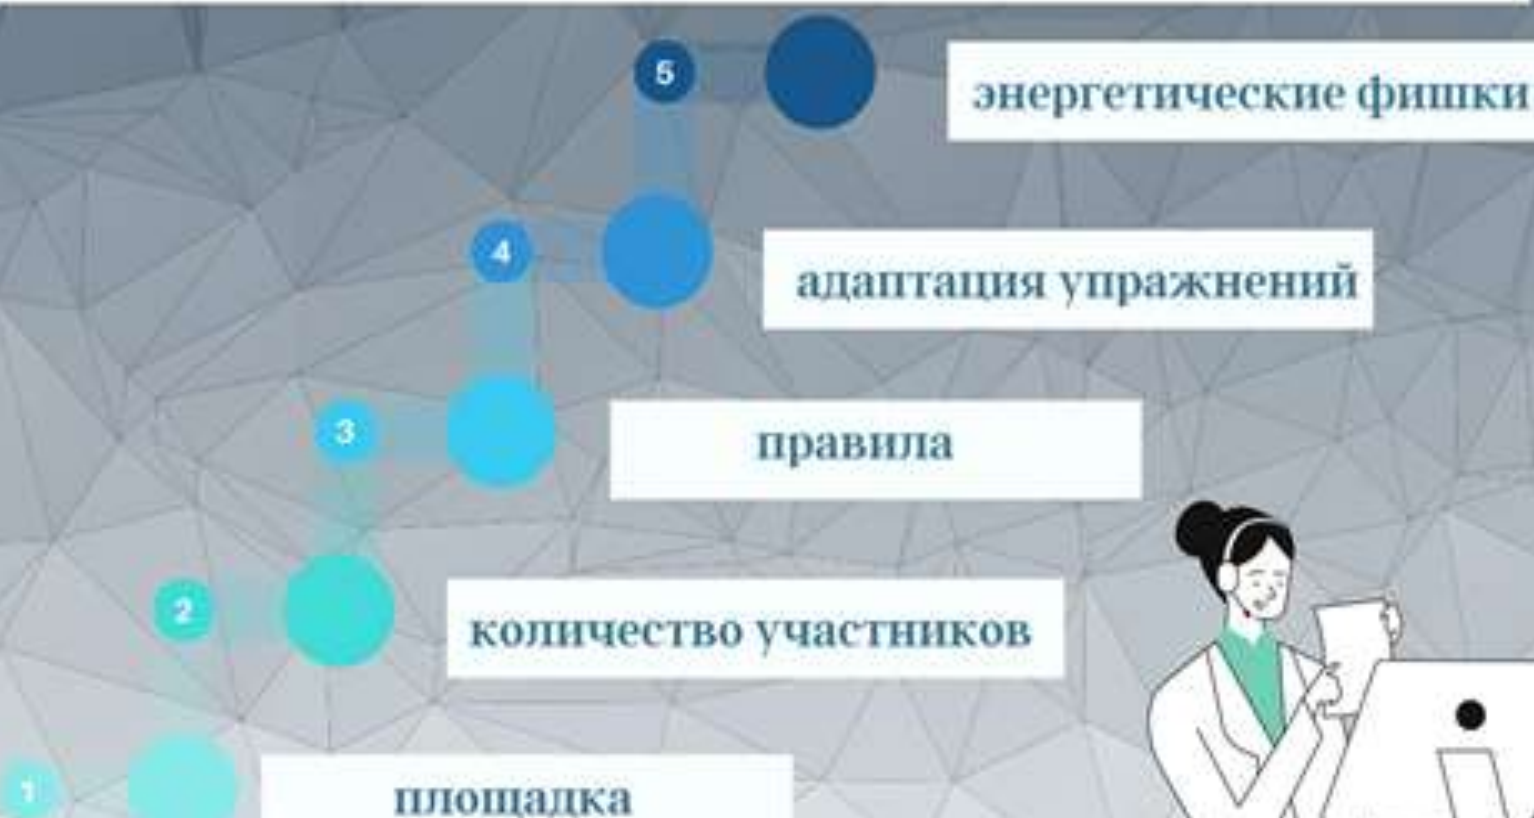 5
энергетические фишки
4
адаптация упражнений
3
правила
2
количество участников
1
площадка